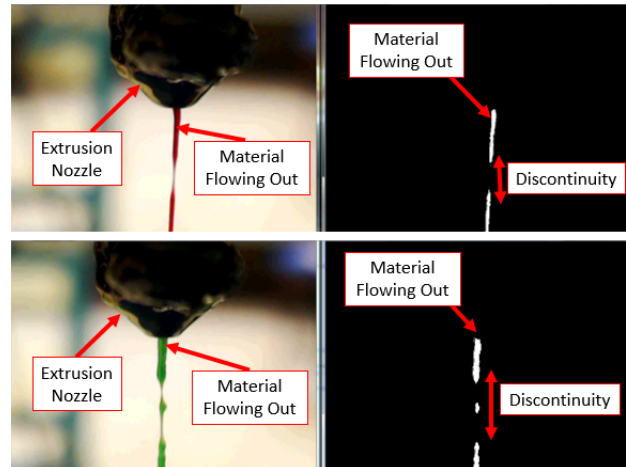 Material
Flowing Out
Extrusion
Nozzle
Material
Flowing Out
Discontinuity
Material
Flowing Out
Extrusion
Nozzle
Material
Flowing Out
Discontinuity